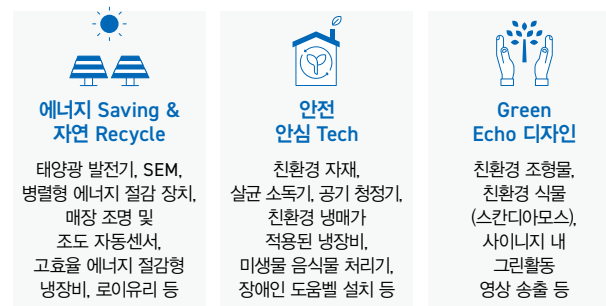 에너지 Saving &
자연 Recycle
태양광 발전기, SEM,
병렬형 에너지 절감 장치,
매장 조명 및
조도 자동센서,
고효율 에너지 절감형
냉장비, 로이유리 등
안전
안심 Tech
친환경 자재,
살균 소독기, 공기 청정기,
친환경 냉매가
적용된 냉장비,
미생물 음식물 처리기,
장애인 도움벨 설치 등
Green
Echo 디자인
친환경 조형물,
친환경 식물
(스칸디아모스),
사이니지 내
그린활동
영상 송출 등